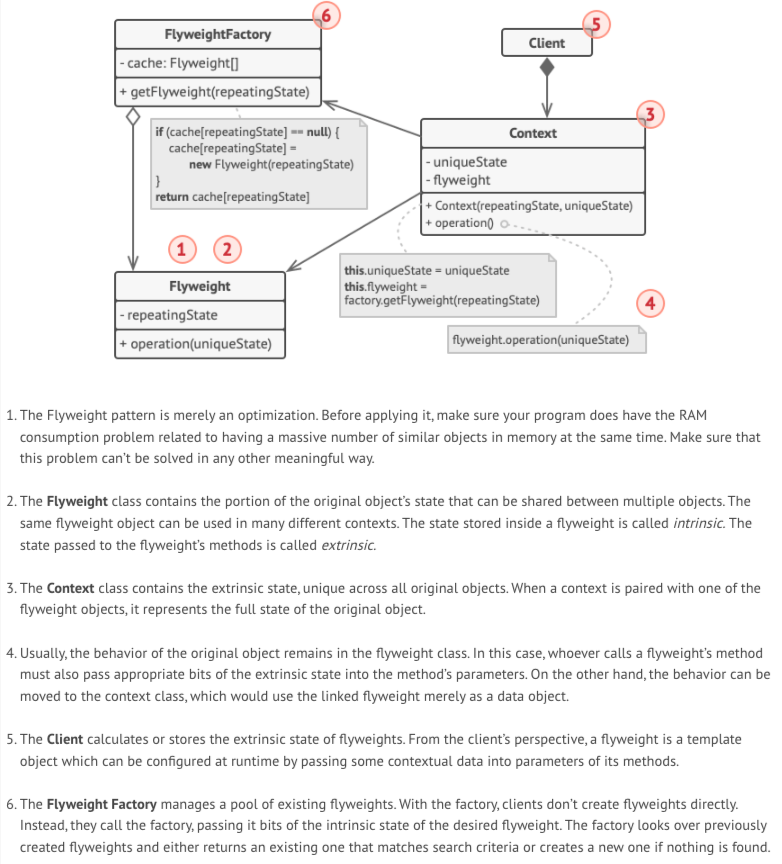 6
5
FlyweightFactory
Client
- cache: Flyweight[]
+ getFlyweight(repeatingState)
3
Context
if (cache[repeatingState] == null) {
cache[repeatingState] =
new Flyweight(repeatingState)
}
return cache[repeatingState]
- uniqueState
- flyweight
+ Context(repeatingState, uniqueState)
+ operation()
1
2
Flyweight
- repeatingState
+ operation(uniqueState)
this.uniqueState = uniqueState
this.flyweight =
factory.getFlyweight(repeatingState)
4
flyweight.operation(uniqueState)
1. The Flyweight pattern is merely an optimization. Before applying it, make sure your program does have the RAM
consumption problem related to having a massive number of similar objects in memory at the same time. Make sure that
this problem can't be solved in any other meaningful way.
2. The Flyweight class contains the portion of the original object's state that can be shared between multiple objects. The
same flyweight object can be used in many different contexts. The state stored inside a flyweight is called intrinsic. The
state passed to the flyweight's methods is called extrinsic.
3. The Context class contains the extrinsic state, unique across all original objects. When a context is paired with one of the
flyweight objects, it represents the full state of the original object.
4. Usually, the behavior of the original object remains in the flyweight class. In this case, whoever calls a flyweight's method
must also pass appropriate bits of the extrinsic state into the method's parameters. On the other hand, the behavior can be
moved to the context class, which would use the linked flyweight merely as a data object.
5. The Client calculates or stores the extrinsic state of flyweights. From the client's perspective, a flyweight is a template
object which can be configured at runtime by passing some contextual data into parameters of its methods.
6. The Flyweight Factory manages a pool of existing flyweights. With the factory, clients don't create flyweights directly.
Instead, they call the factory, passing it bits of the intrinsic state of the desired flyweight. The factory looks over previously
created flyweights and either returns an existing one that matches search criteria or creates a new one if nothing is found.